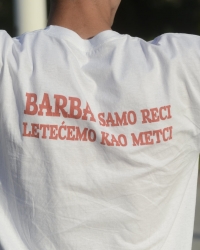 BARBA SAMO RECI
LETEĆEMO KAO METCI